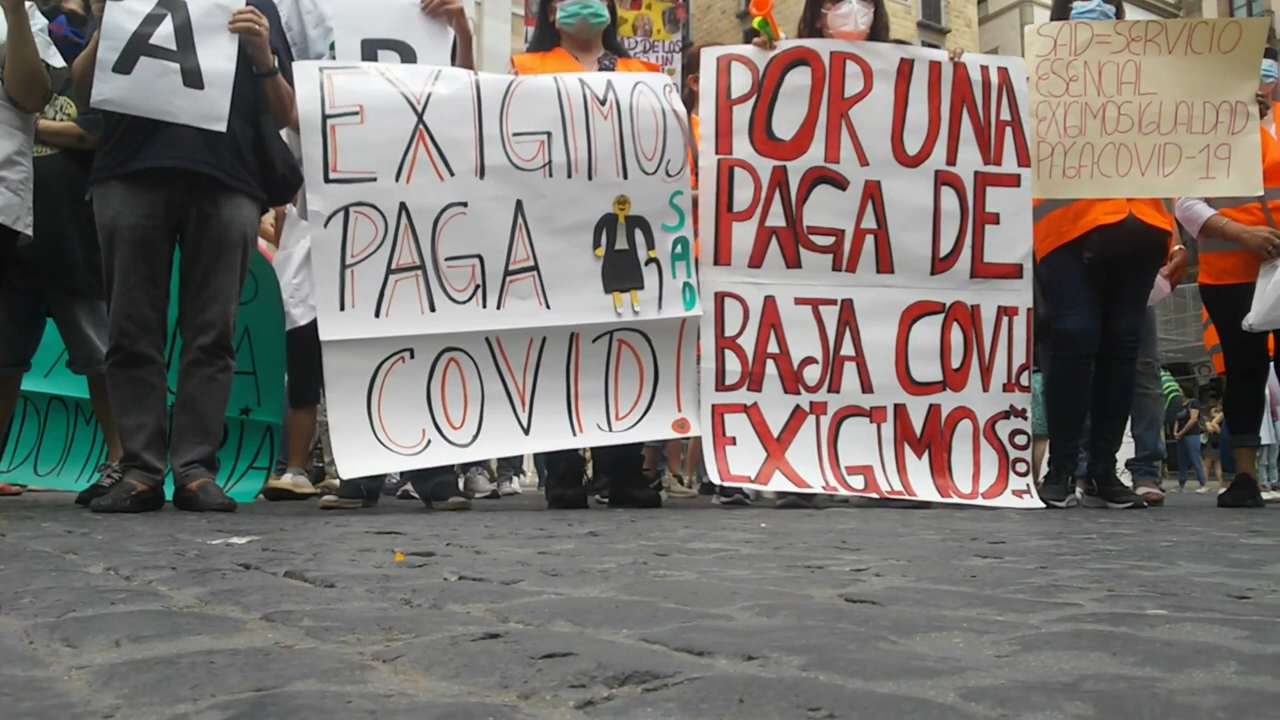 A
EXIGIMOS
PAGA
SAD
COVID!
POR UNA
PAGA DE
BAJA COVID
EXIGIMOS
100%
SAD=SERVICIO
ESENCIAL
EXIGIMOS IGUALDAD
PAGA COVID-19